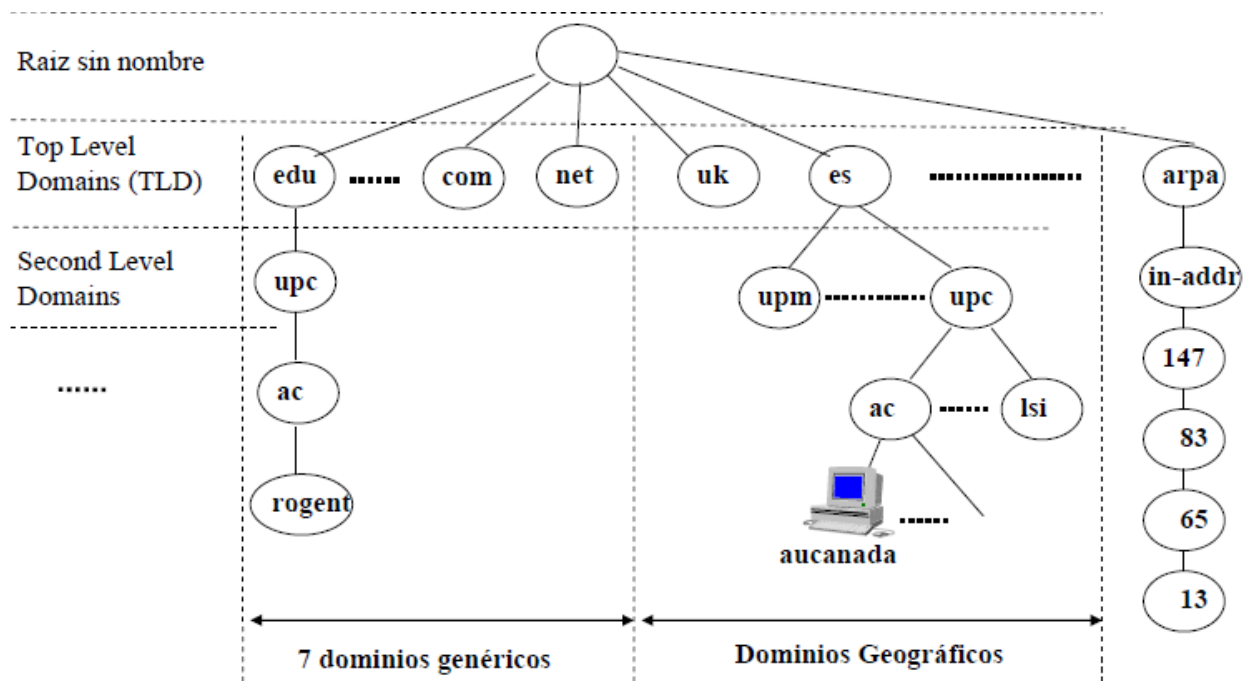 Raiz sin nombre
Top Level
Domains (TLD)
edu
com
net
uk
es
arpa
Second Level
Domains
upc
upm
upc
in-addr
147
ac
ac
lsi
83
rogent
aucanada
65
13
7 dominios genéricos
Dominios Geográficos